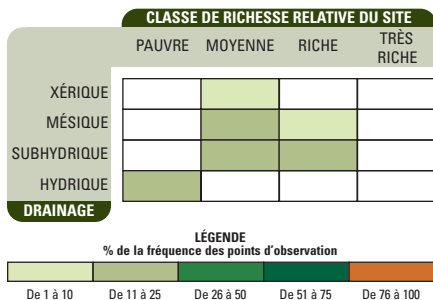 CLASSE DE RICHESSE RELATIVE DU SITE
PAUVRE MOYENNE RICHE TRÈS RICHE
XÉRIQUE
MÉSIQUE
SUBHYDRIQUE
HYDRIQUE
DRAINAGE
LÉGENDE
% de la fréquence des points d'observation
De 1 à 10 De 11 à 25 De 26 à 50 De 51 à 75 De 76 à 100